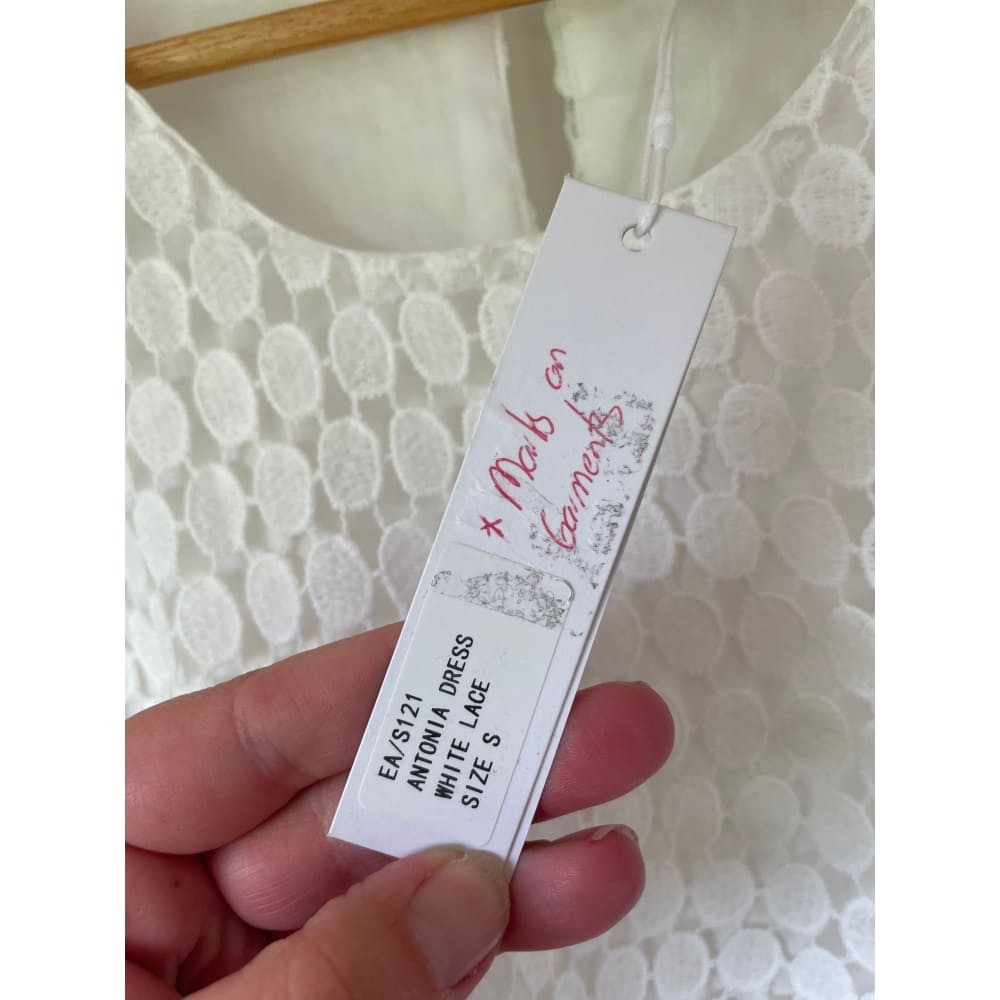 * Marks on
Garments
EA/S121
ANTONIA DRESS
WHITE LACE
SIZE S